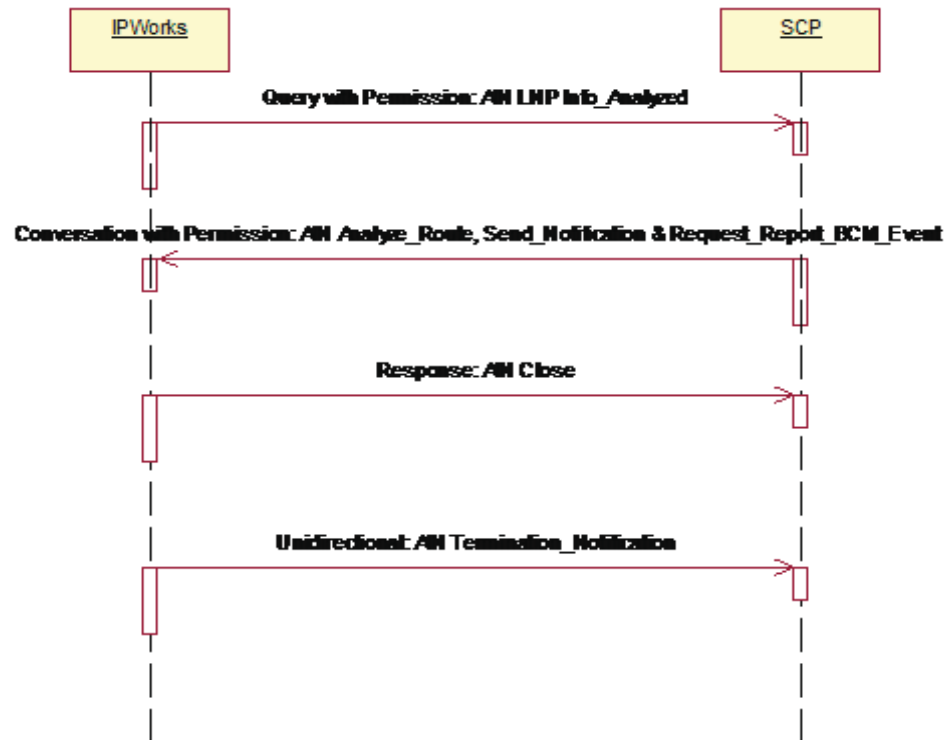 IPWorks
SCP
Query with Permission: AIN LNP Info_Analyzed
Conversation with Permission: AIN Analyze_Route, Send_Notification & Request_Report_BCM_Event
Response: AIN Close
Unidirectional: AIN Termination_Notification